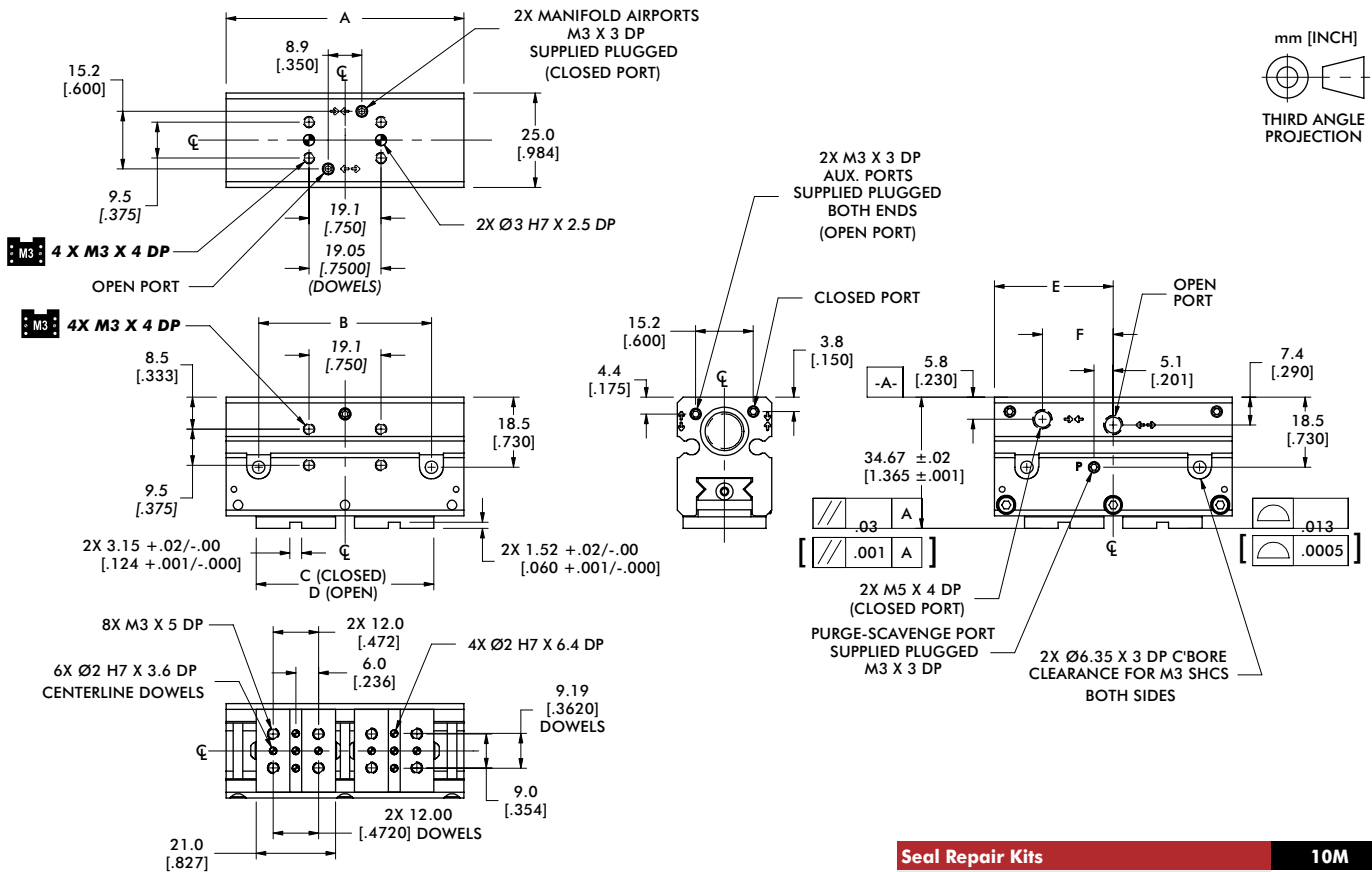 A
2X MANIFOLD AIRPORTS
M3 X 3 DP
SUPPLIED PLUGGED
(CLOSED PORT)
8.9
[.350]
15.2
[.600]
℄
℄
25.0
[.984]
9.5
[.375]
19.1
[.750]
2X Ø3 H7 X 2.5 DP
M3 4 X M3 X 4 DP
19.05
[.7500]
(DOWELS)
OPEN PORT
mm [INCH]
THIRD ANGLE
PROJECTION
M3 4X M3 X 4 DP
B
19.1
[.750]
8.5
[.333]
18.5
[.730]
9.5
[.375]
2X 3.15 +.02/-.00
[.124 +.001/-.000]
℄
2X 1.52 +.02/-.00
[.060 +.001/-.000]
C (CLOSED)
D (OPEN)
2X M3 X 3 DP
AUX. PORTS
SUPPLIED PLUGGED
BOTH ENDS
(OPEN PORT)
CLOSED PORT
15.2
[.600]
℄
3.8
[.150]
4.4
[.175]
E
OPEN
PORT
F
5.8
[.230]
5.1
[.201]
7.4
[.290]
-A-
18.5
[.730]
34.67 ±.02
[1.365 ±.001]
P
// .03 A
[ // .001 A ]
.013
[ .0005 ]
℄
2X M5 X 4 DP
(CLOSED PORT)
PURGE-SCAVENGE PORT
SUPPLIED PLUGGED
M3 X 3 DP
2X Ø6.35 X 3 DP C'BORE
CLEARANCE FOR M3 SHCS
BOTH SIDES
8X M3 X 5 DP
2X 12.0
[.472]
4X Ø2 H7 X 6.4 DP
6X Ø2 H7 X 3.6 DP
CENTERLINE DOWELS
6.0
[.236]
9.19
[.3620]
DOWELS
℄
9.0
[.354]
2X 12.00
[.4720] DOWELS
21.0
[.827]
Seal Repair Kits 10M